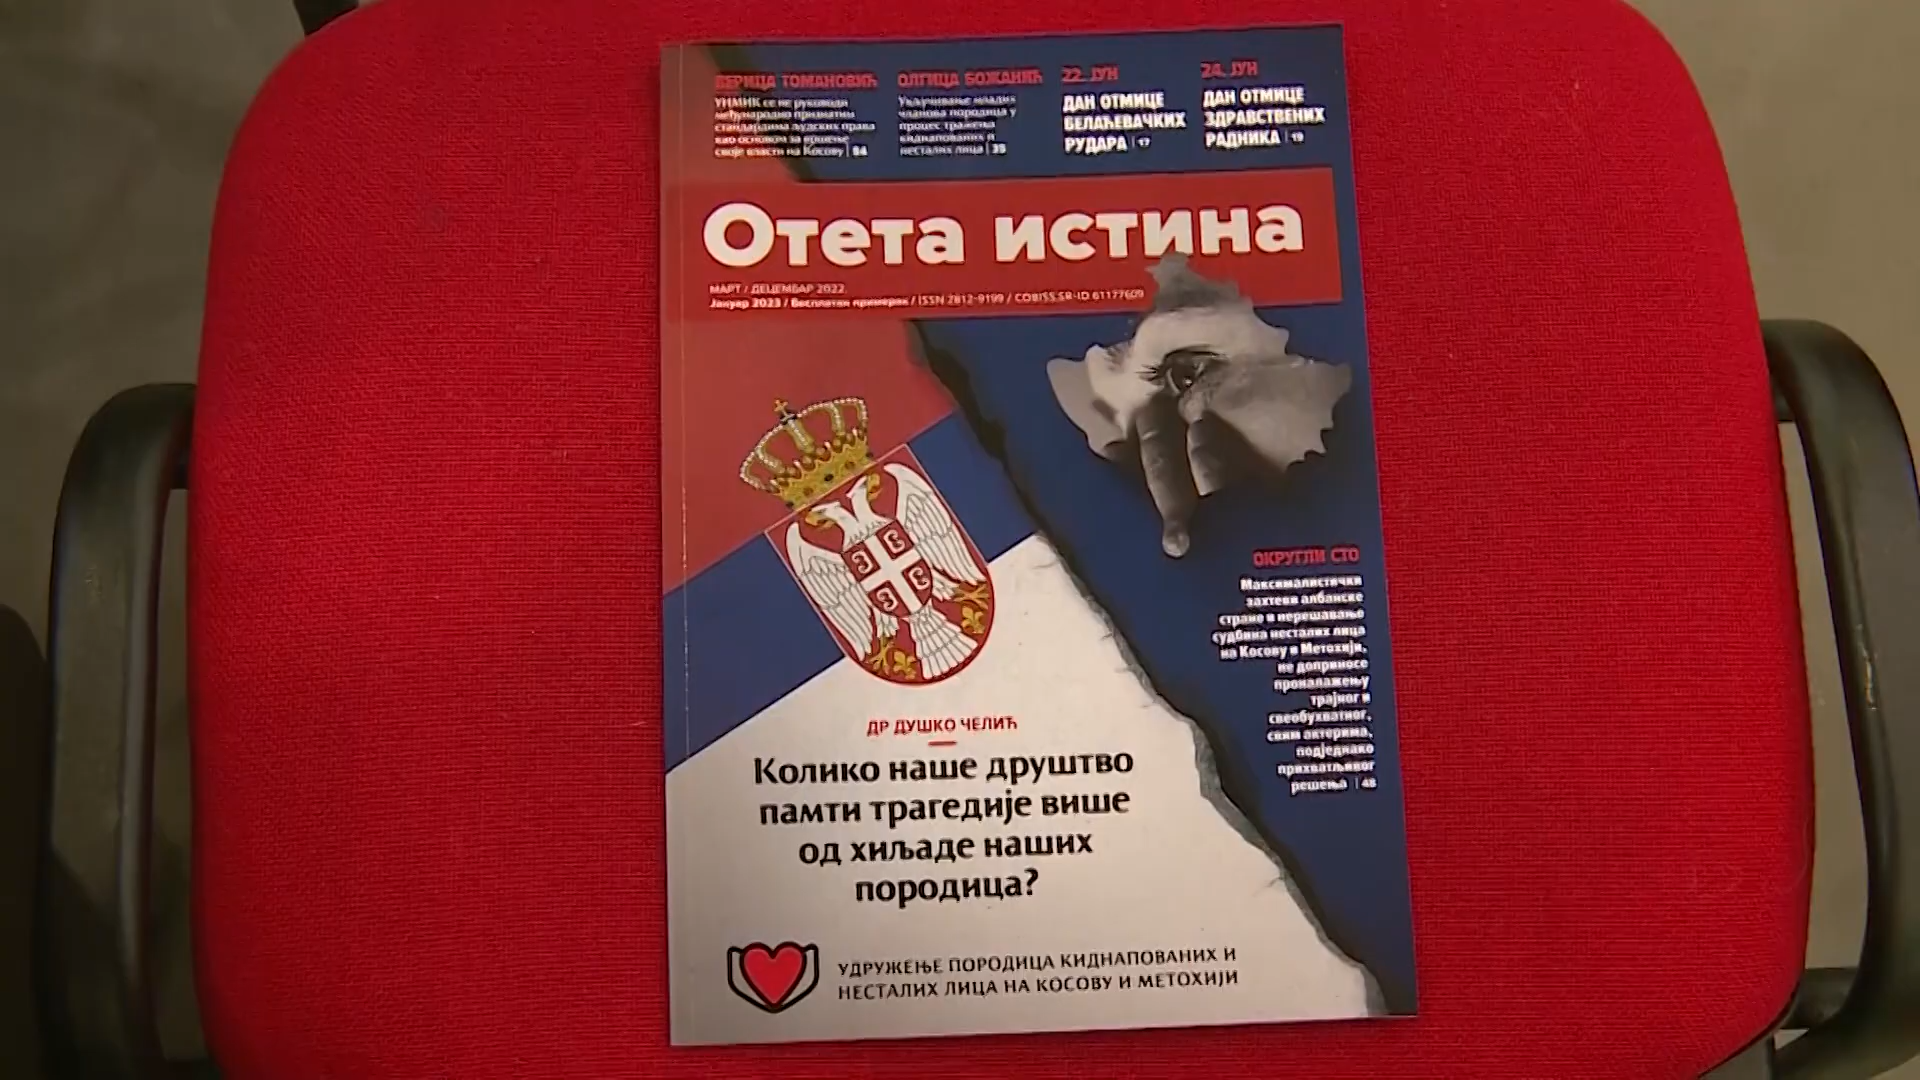 ВЕРИЦА ТОМАНОВИЋ
УНМИК се не руководи
међународно признатим
стандардима људских права
као основом за вршење
своје власти на Косову | 54
ОЛГИЦА БОЖАНИЋ
Укључивање младих
чланова породица у
процес тражења
киднапованих и
несталих лица | 35
22. ЈУН
ДАН ОТМИЦЕ
БЕЛАЋЕВАЧКИХ
РУДАРА | 17
24. ЈУН
ДАН ОТМИЦЕ
ЗДРАВСТВЕНИХ
РАДНИКА | 19
Отета истина
МАРТ / ДЕЦЕМБАР 2022
Јануар 2023 / Бесплатан примерак / ISSN 2812-9199 / COBISS.SR-ID 61177609
ОКРУГЛИ СТО
Максималистички
захтеви албанске
стране и нерешавање
судбина несталих лица
на Косову и Метохији,
не доприносе
проналажењу
трајног и
свеобухватног,
свим актерима,
подједнако
прихватљивог
решења | 48
ДР ДУШКО ЧЕЛИЋ
Колико наше друштво
памти трагедије више
од хиљаде наших
породица?
УДРУЖЕЊЕ ПОРОДИЦА КИДНАПОВАНИХ И
НЕСТАЛИХ ЛИЦА НА КОСОВУ И МЕТОХИЈИ